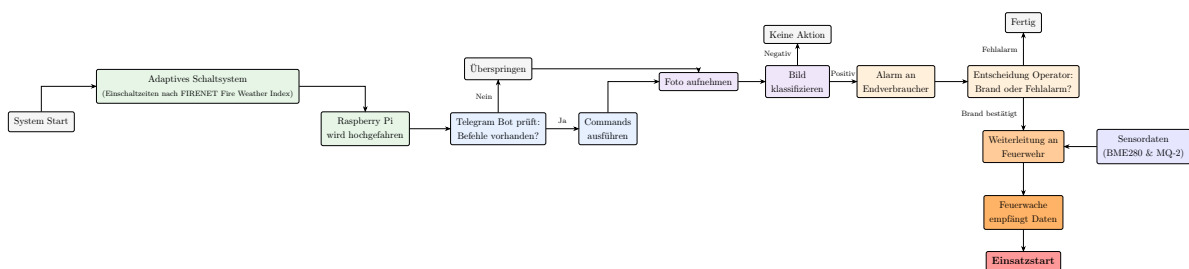 System Start
Adaptives Schaltsystem
(Einschaltzeiten nach FIRENET Fire Weather Index)
Raspberry Pi
wird hochgefahren
Telegram Bot prüft:
Befehle vorhanden?
Nein
Überspringen
Ja
Commands
ausführen
Foto aufnehmen
Bild
klassifizieren
Negativ
Keine Aktion
Positiv
Alarm an
Endverbraucher
Entscheidung Operator:
Brand oder Fehlalarm?
Fehlalarm
Fertig
Brand bestätigt
Weiterleitung an
Feuerwehr
Sensordaten
(BME280 & MQ-2)
Feuerwache
empfängt Daten
Einsatzstart